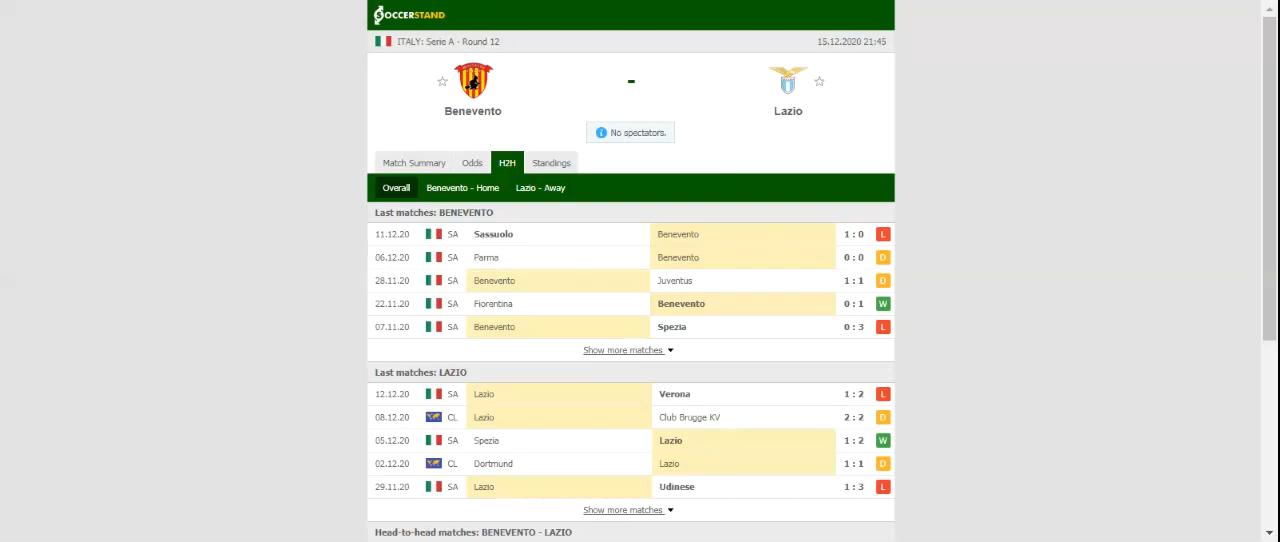 SOCCERSTAND
ITALY: Serie A - Round 12 15.12.2020 21:45
-
Benevento Lazio
No spectators.
Match Summary Odds H2H Standings
Overall Benevento - Home Lazio - Away
Last matches: BENEVENTO
11.12.20 SA Sassuolo Benevento 1 : 0 L
06.12.20 SA Parma Benevento 0 : 0 D
28.11.20 SA Benevento Juventus 1 : 1 D
22.11.20 SA Fiorentina Benevento 0 : 1 W
07.11.20 SA Benevento Spezia 0 : 3 L
Show more matches
Last matches: LAZIO
12.12.20 SA Lazio Verona 1 : 2 L
08.12.20 CL Lazio Club Brugge KV 2 : 2 D
05.12.20 SA Spezia Lazio 1 : 2 W
02.12.20 CL Dortmund Lazio 1 : 1 D
29.11.20 SA Lazio Udinese 1 : 3 L
Show more matches
Head-to-head matches: BENEVENTO - LAZIO